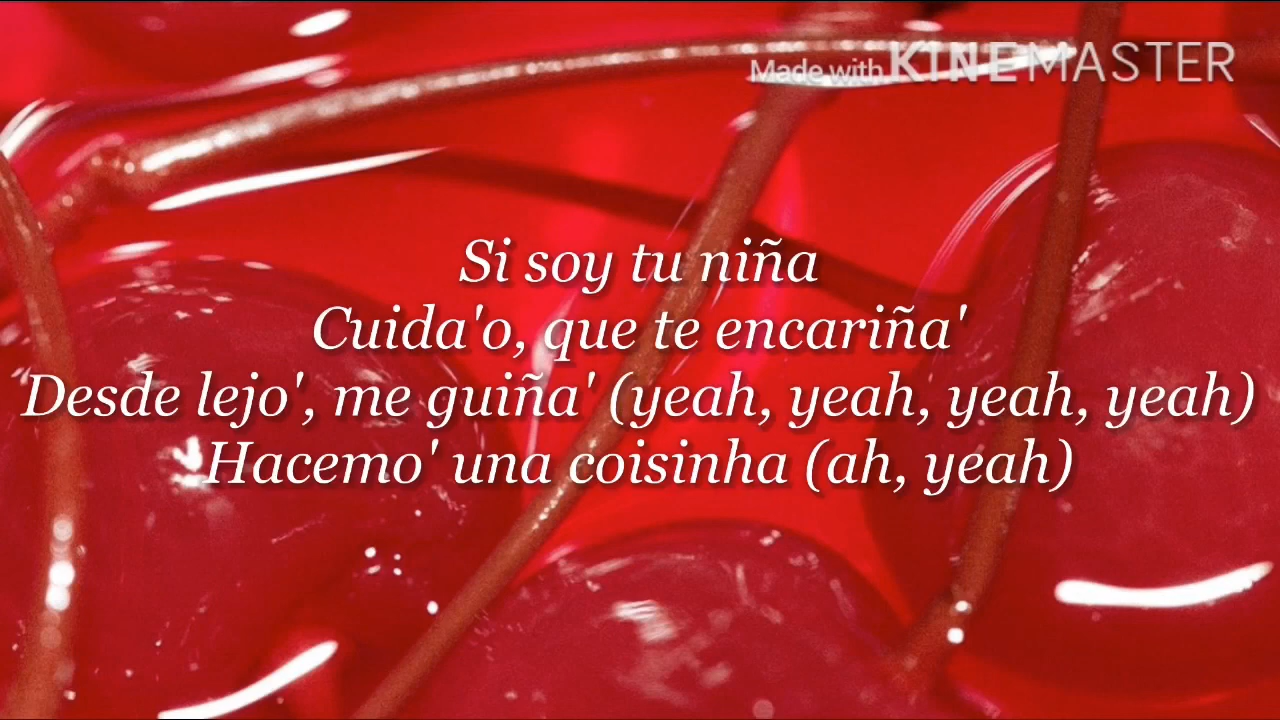 Made with KINEMASTER
Si soy tu niña
Cuida'o, que te encariña'
Desde lejo', me guiña' (yeah, yeah, yeah, yeah)
Hacemo' una coisinha (ah, yeah)